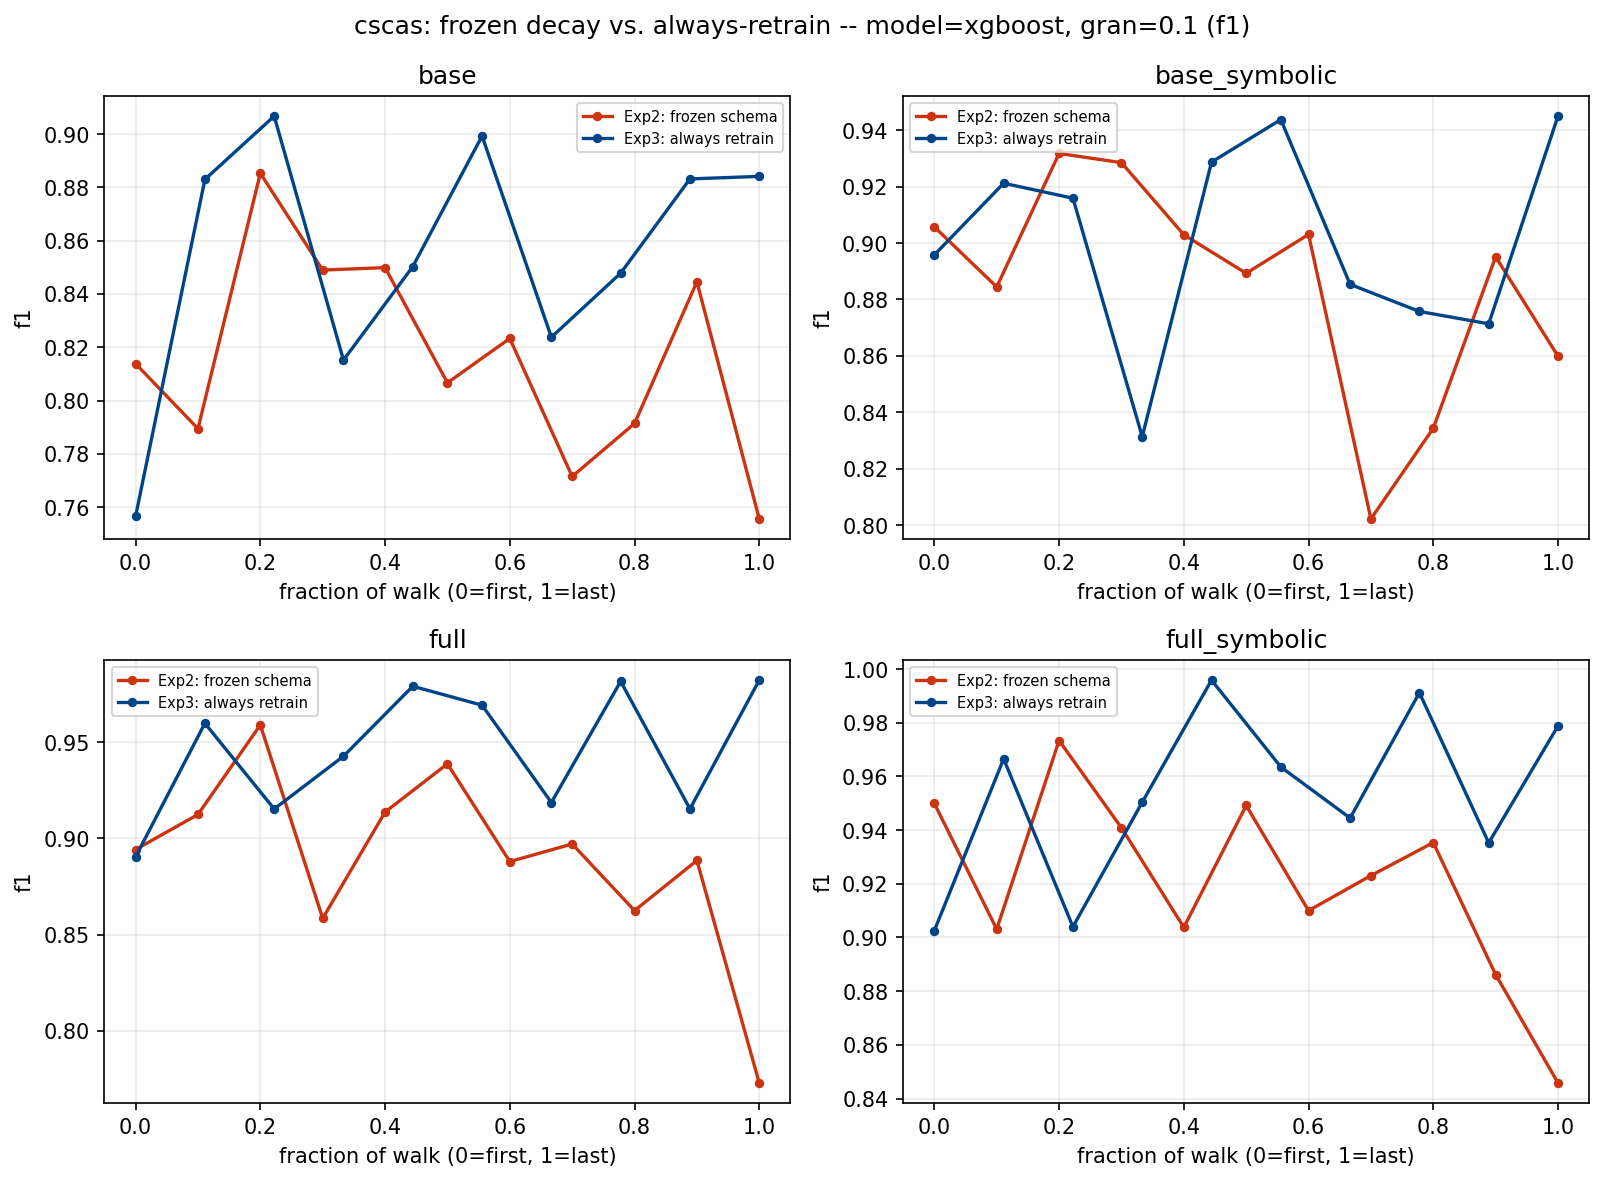 cscas: frozen decay vs. always-retrain -- model=xgboost, gran=0.1 (f1)
base
f1
0.90
0.88
0.86
0.84
0.82
0.80
0.78
0.76
Exp2: frozen schema
Exp3: always retrain
0.0 0.2 0.4 0.6 0.8 1.0
fraction of walk (0=first, 1=last)
base_symbolic
f1
0.94
0.92
0.90
0.88
0.86
0.84
0.82
0.80
Exp2: frozen schema
Exp3: always retrain
0.0 0.2 0.4 0.6 0.8 1.0
fraction of walk (0=first, 1=last)
full
f1
0.95
0.90
0.85
0.80
Exp2: frozen schema
Exp3: always retrain
0.0 0.2 0.4 0.6 0.8 1.0
fraction of walk (0=first, 1=last)
full_symbolic
f1
1.00
0.98
0.96
0.94
0.92
0.90
0.88
0.86
0.84
Exp2: frozen schema
Exp3: always retrain
0.0 0.2 0.4 0.6 0.8 1.0
fraction of walk (0=first, 1=last)